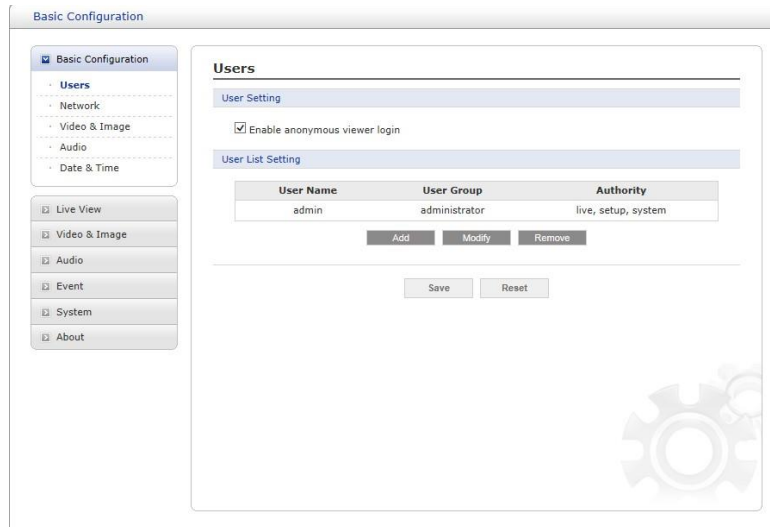 Basic Configuration
Basic Configuration
Users
Network
Video & Image
Audio
Date & Time
Live View
Video & Image
Audio
Event
System
About
Users
User Setting
Enable anonymous viewer login
User List Setting
User Name User Group Authority
admin administrator live, setup, system
Add Modify Remove
Save Reset